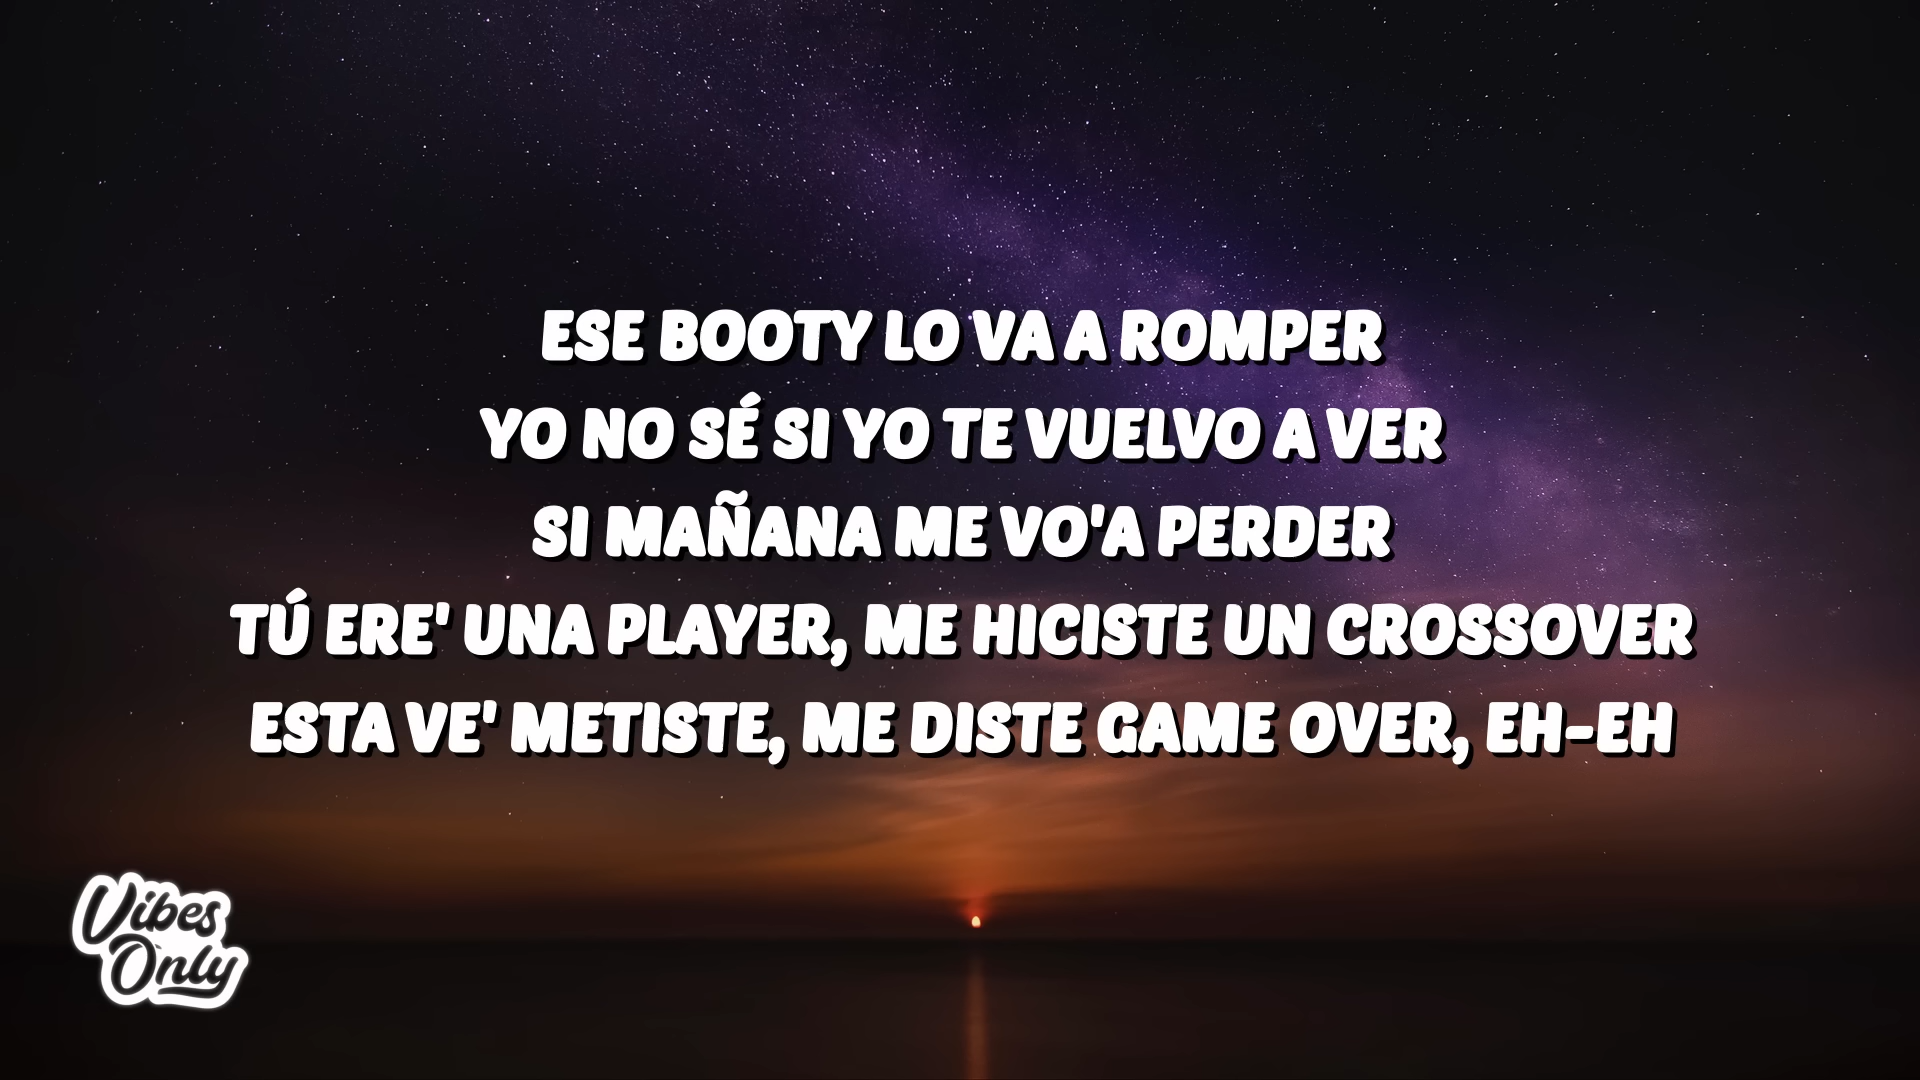 ESE BOOTY LO VA A ROMPER
YO NO SÉ SI YO TE VUELVO A VER
SI MAÑANA ME VO'A PERDER
TÚ ERE' UNA PLAYER, ME HICISTE UN CROSSOVER
ESTA VE' METISTE, ME DISTE GAME OVER, EH-EH
Vibes
Only